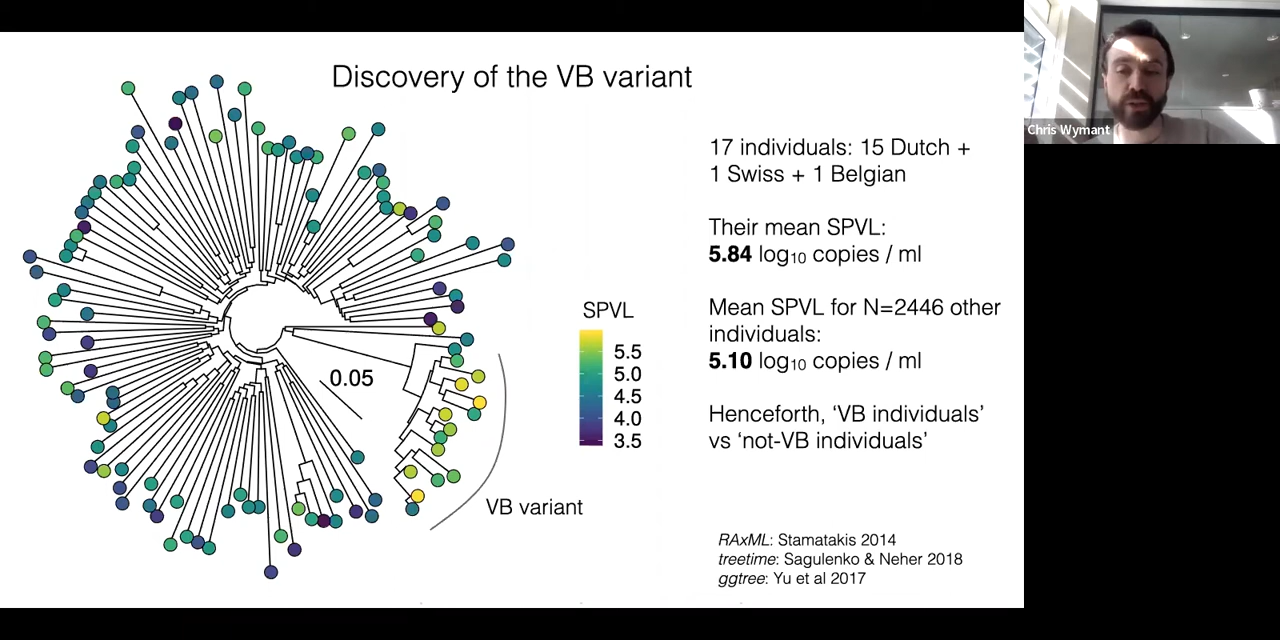 Discovery of the VB variant
Chris Wymant
17 individuals: 15 Dutch +
1 Swiss + 1 Belgian
Their mean SPVL:
5.84 log10 copies / ml
Mean SPVL for N=2446 other
individuals:
5.10 log10 copies / ml
Henceforth, ‘VB individuals’
vs ‘not-VB individuals’
SPVL
5.5
5.0
4.5
4.0
3.5
0.05
VB variant
RAxML: Stamatakis 2014
treetime: Sagulenko & Neher 2018
ggtree: Yu et al 2017